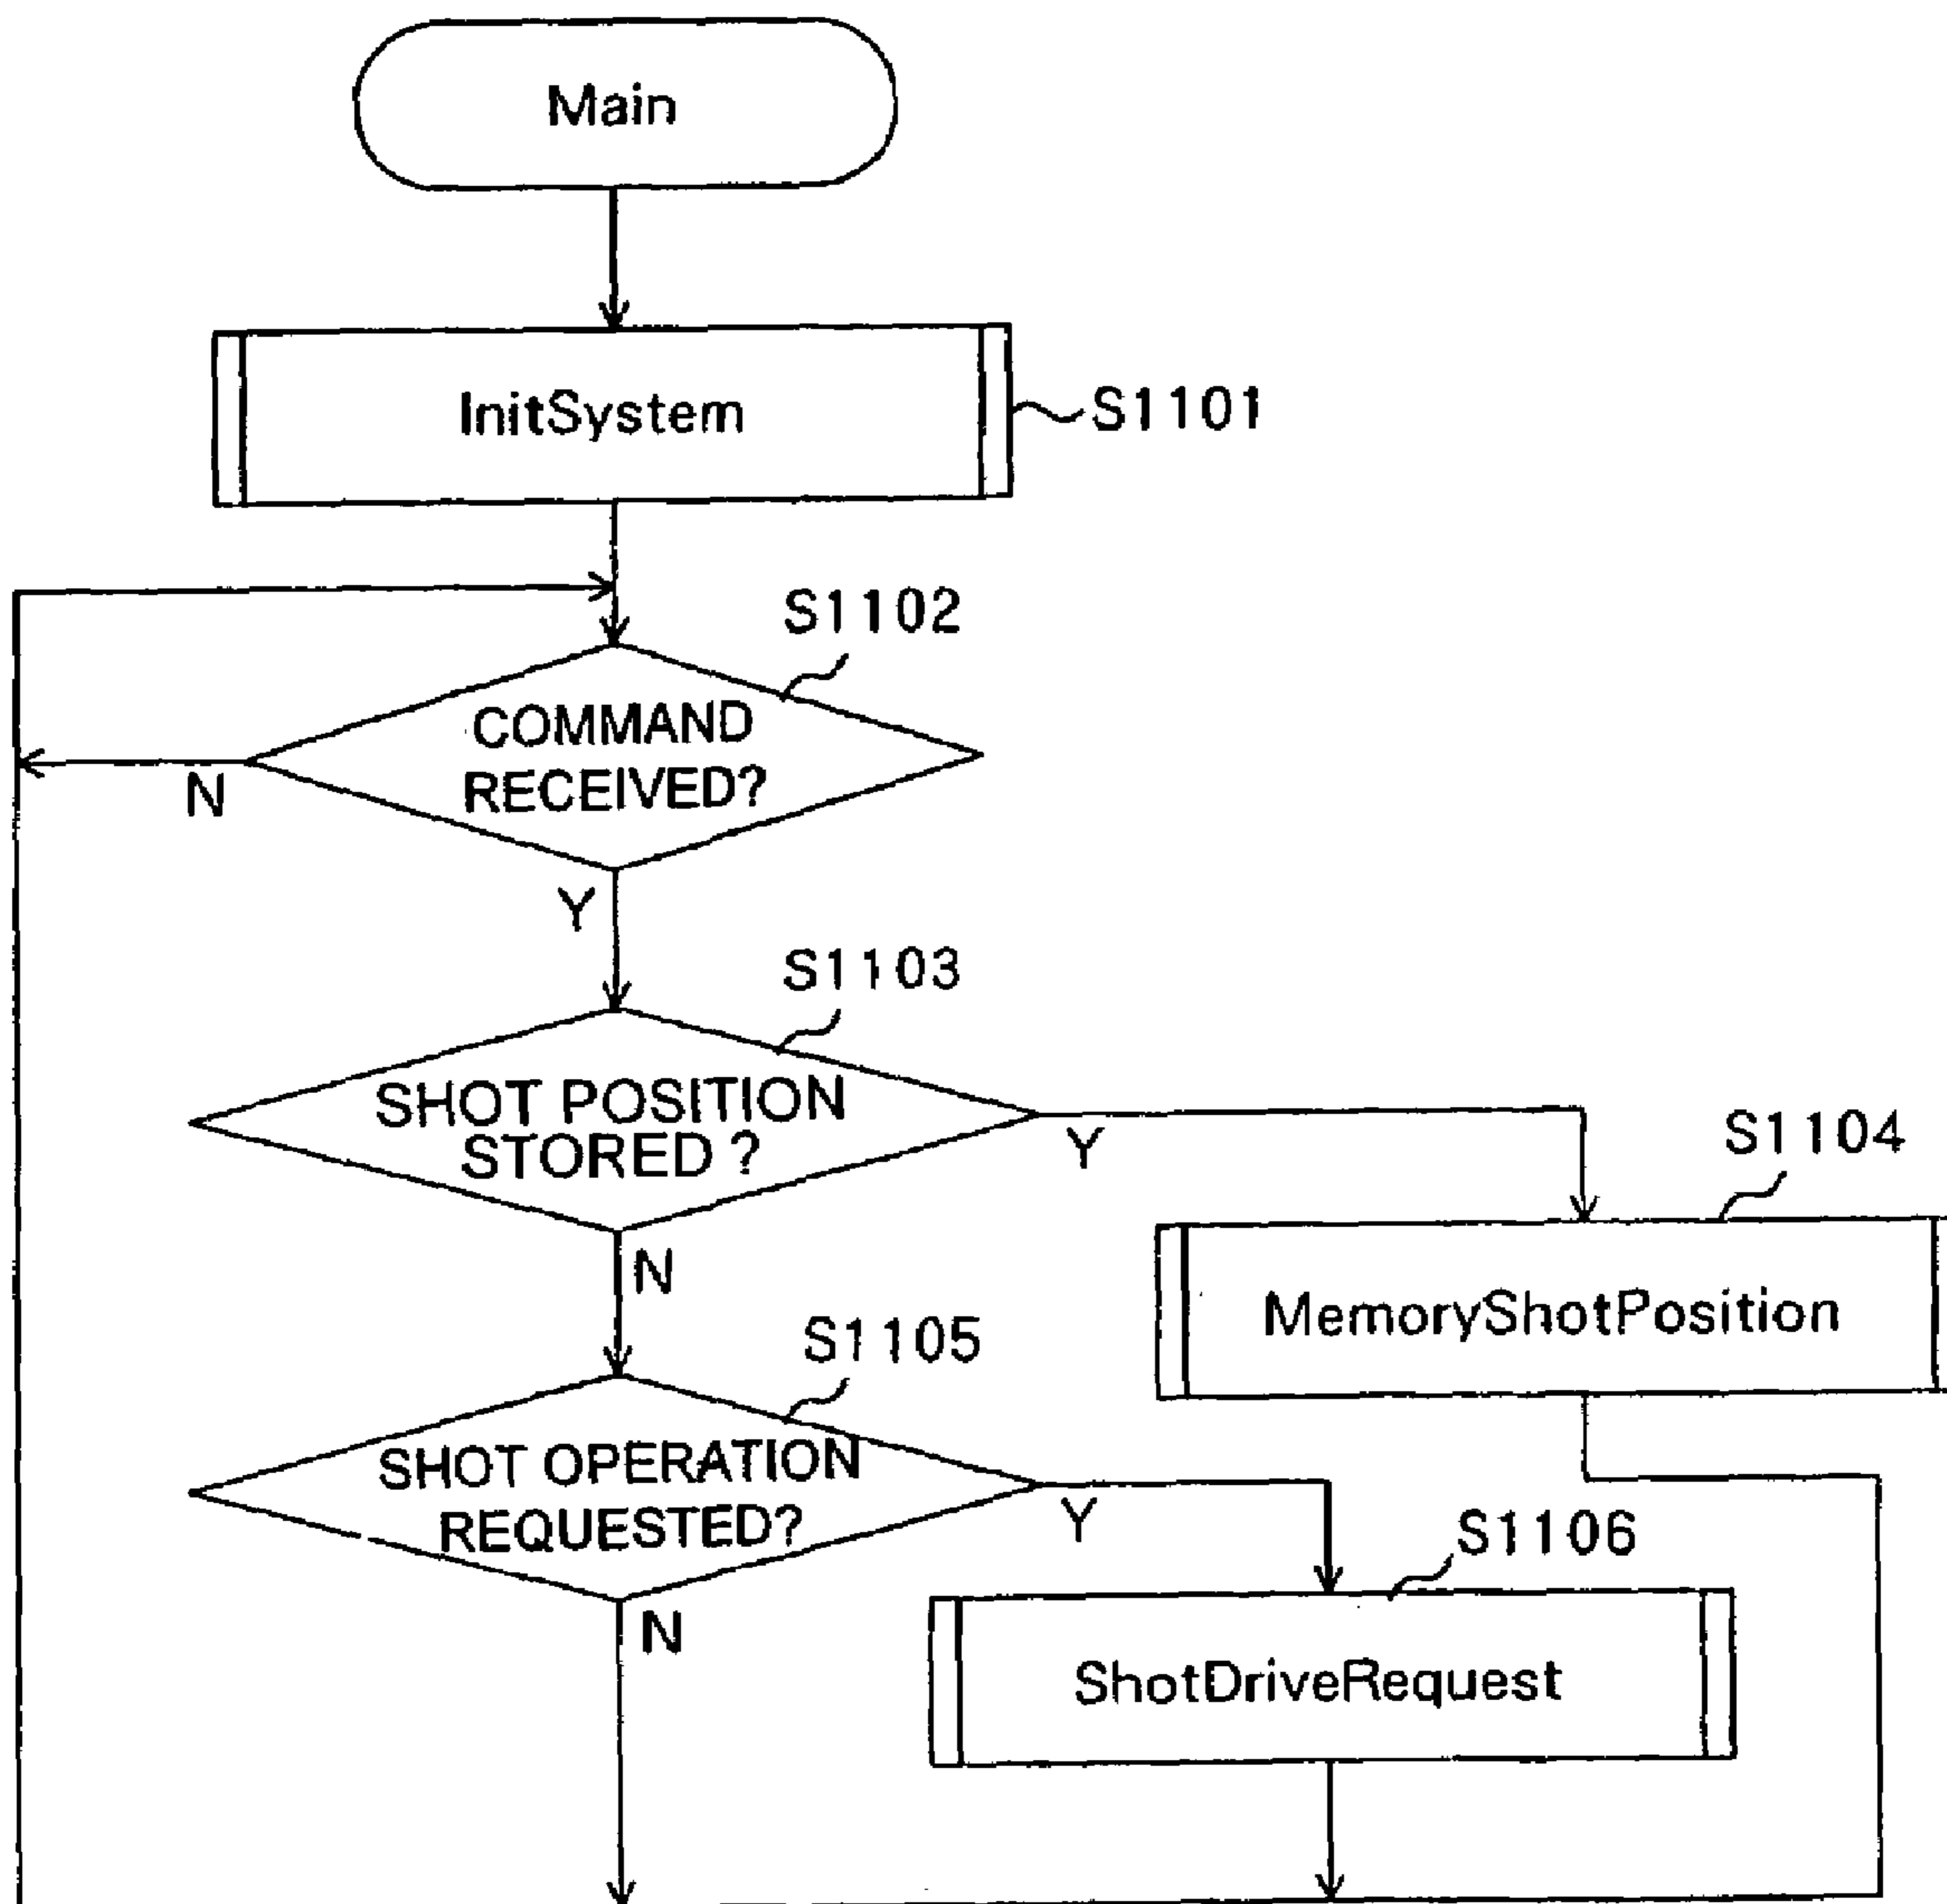 Main
InitSystem
S1101
S1102
COMMAND
RECEIVED?
N
Y
S1103
SHOT POSITION
STORED ?
Y
S1104
N
MemoryShotPosition
S1105
SHOT OPERATION
REQUESTED?
Y
S1106
N
ShotDriveRequest